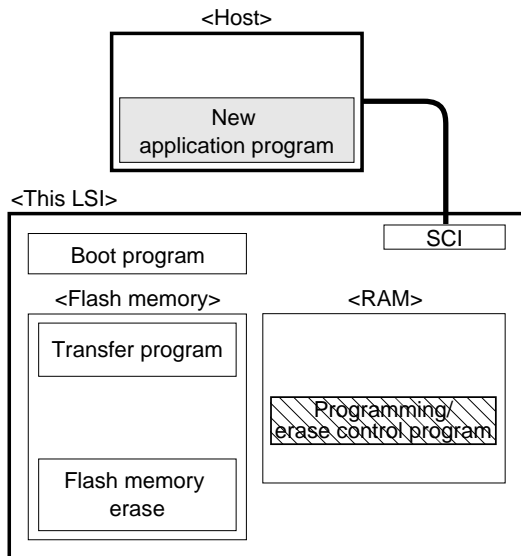 <Host>
New
application program
<This LSI>
SCI
Boot program
<Flash memory>
<RAM>
Transfer program
Programming/
erase control program
Flash memory
erase